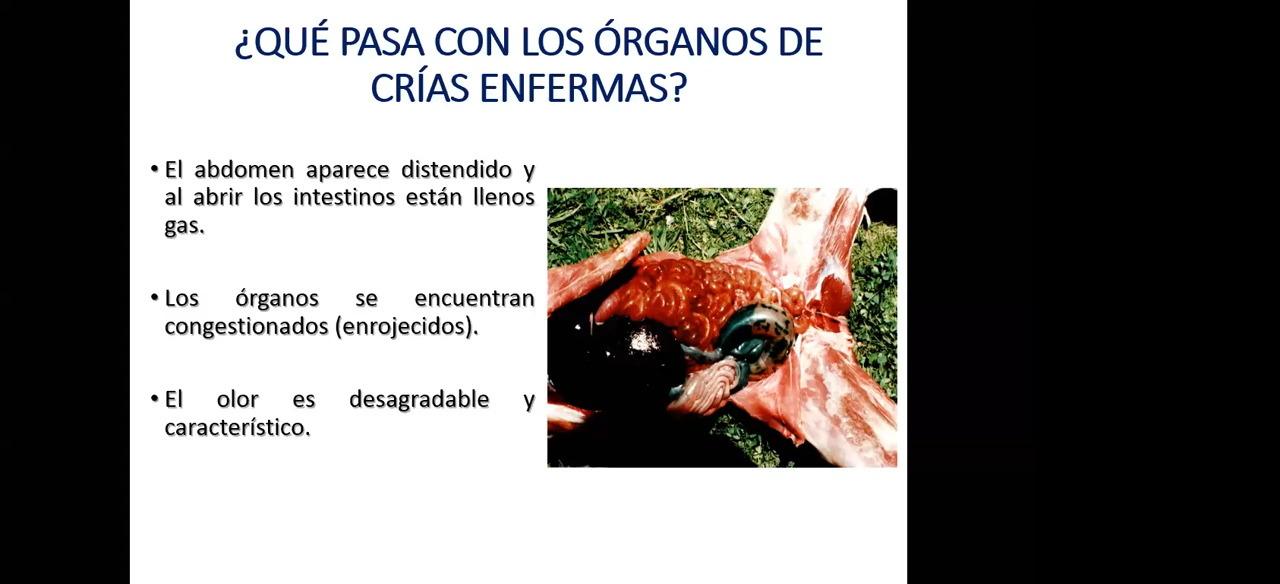 ¿QUÉ PASA CON LOS ÓRGANOS DE
CRÍAS ENFERMAS?
• El abdomen aparece distendido y
al abrir los intestinos están llenos
gas.
• Los órganos se encuentran
congestionados (enrojecidos).
• El olor es desagradable y
característico.